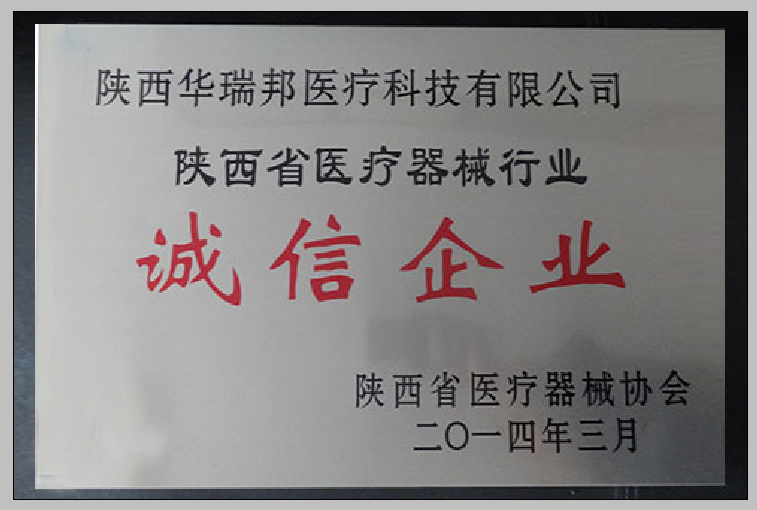 陕西华瑞邦医疗科技有限公司
陕西省医疗器械行业
诚信企业
陕西省医疗器械协会
二〇一四年三月